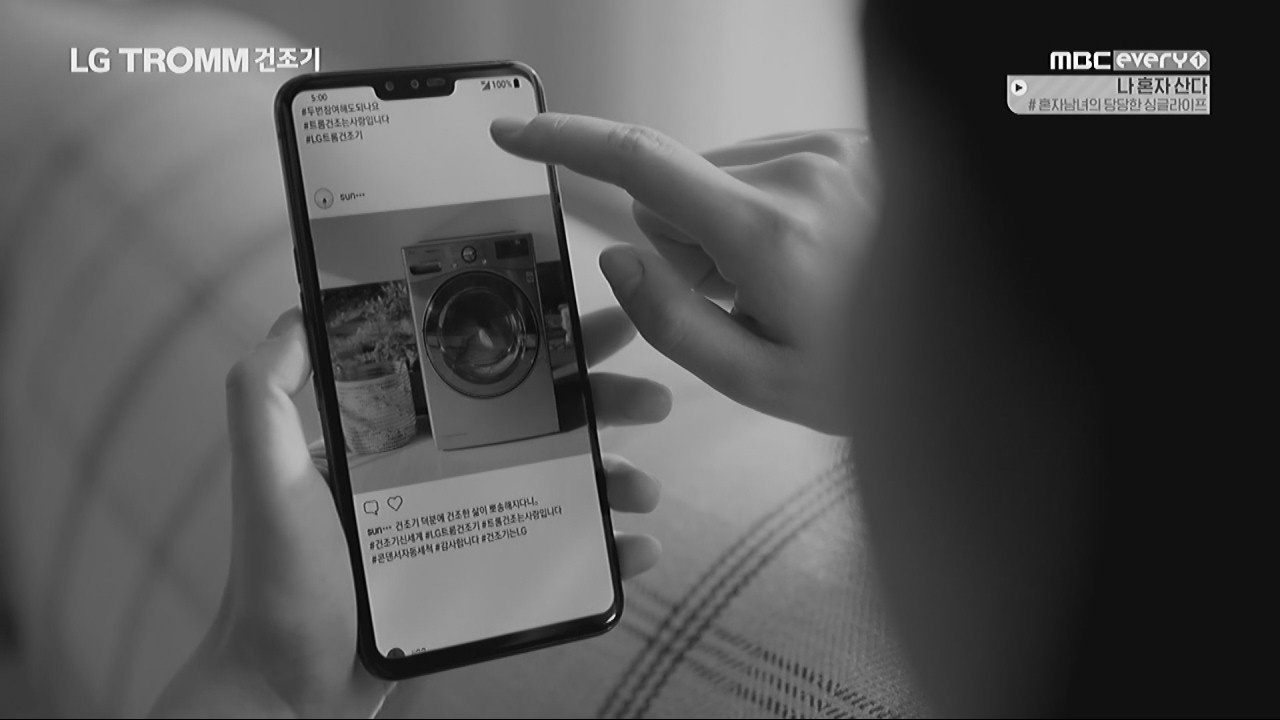 LG TROMM 건조기
MBC every1
나 혼자 산다
# 혼자남녀의 당당한 싱글라이프
5:00
100%
#두번참여해도되나요
#트롬건조는사랑입니다
#LG트롬건조기
sun···
sun··· 건조기 덕분에 건조한 삶이 뽀송해지다니..
#건조기신세계 #LG트롬건조기 #트롬건조는사랑입니다
#콘덴서자동세척 #감사합니다 #건조기는LG